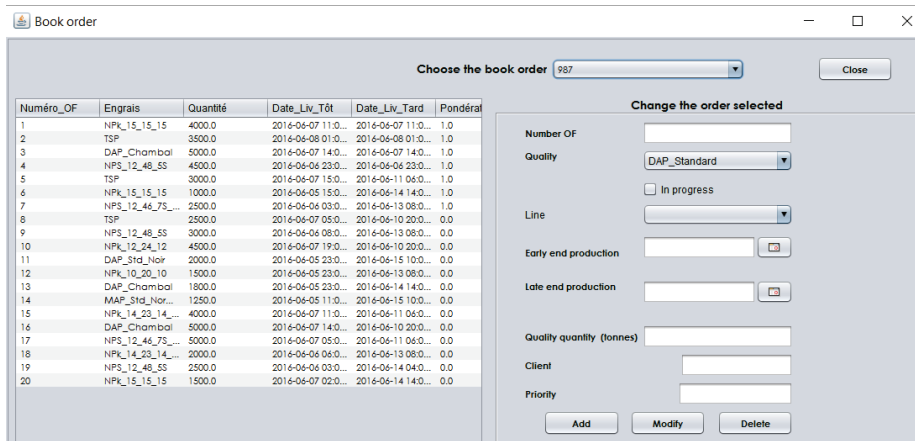 Book order
Choose the book order 987 Close
Numéro_OF Engrais Quantité Date_Liv_Tôt Date_Liv_Tard Pondérat
1 NPk_15_15_15 4000.0 2016-06-07 11:0... 2016-06-07 11:0... 1.0
2 TSP 3500.0 2016-06-08 01:0... 2016-06-08 01:0... 1.0
3 DAP_Chambal 5000.0 2016-06-07 14:0... 2016-06-07 14:0... 1.0
4 NPS_12_48_5S 4500.0 2016-06-06 23:0... 2016-06-06 23:0... 1.0
5 TSP 3000.0 2016-06-07 15:0... 2016-06-11 06:0... 1.0
6 NPk_15_15_15 1000.0 2016-06-05 15:0... 2016-06-14 14:0... 1.0
7 NPS_12_46_7S_... 2500.0 2016-06-06 03:0... 2016-06-13 08:0... 1.0
8 TSP 2500.0 2016-06-07 05:0... 2016-06-10 20:0... 0.0
9 NPS_12_48_5S 3000.0 2016-06-06 08:0... 2016-06-13 08:0... 0.0
10 NPk_12_24_12 4500.0 2016-06-07 19:0... 2016-06-10 20:0... 0.0
11 DAP_Std_Noir 2000.0 2016-06-05 23:0... 2016-06-15 10:0... 0.0
12 NPk_10_20_10 1500.0 2016-06-05 23:0... 2016-06-13 08:0... 0.0
13 DAP_Chambal 1800.0 2016-06-05 23:0... 2016-06-14 14:0... 0.0
14 MAP_Std_Nor... 1250.0 2016-06-05 11:0... 2016-06-15 10:0... 0.0
15 NPk_14_23_14_... 4000.0 2016-06-07 11:0... 2016-06-11 06:0... 0.0
16 DAP_Chambal 5000.0 2016-06-07 14:0... 2016-06-10 20:0... 0.0
17 NPS_12_46_7S_... 5000.0 2016-06-07 05:0... 2016-06-11 06:0... 0.0
18 NPk_14_23_14_... 2000.0 2016-06-06 06:0... 2016-06-13 08:0... 0.0
19 NPS_12_48_5S 2500.0 2016-06-06 03:0... 2016-06-14 04:0... 0.0
20 NPk_15_15_15 1500.0 2016-06-07 02:0... 2016-06-14 14:0... 0.0
Change the order selected
Number OF
Quality DAP_Standard
In progress
Line
Early end production
Late end production
Quality quantity (tonnes)
Client
Priority
Add Modify Delete